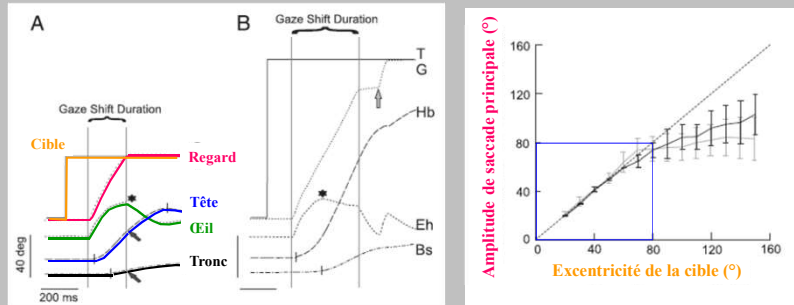 A
Gaze Shift Duration
Cible
Regard
Tête
Œil
Tronc
*
40 deg
200 ms
B
Gaze Shift Duration
T
G
Hb
*
Eh
Bs
Amplitude de saccade principale (°)
160
120
80
40
0
0
40
80
120
160
Excentricité de la cible (°)